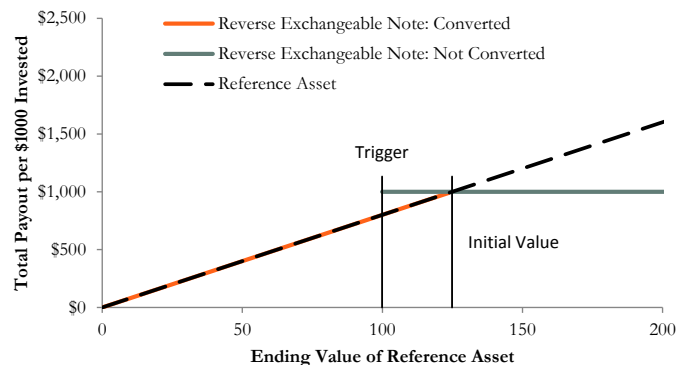 Total Payout per $1000 Invested
$2,500
$2,000
$1,500
$1,000
$500
$0
Reverse Exchangeable Note: Converted
Reverse Exchangeable Note: Not Converted
Reference Asset
Trigger
Initial Value
0
50
100
150
200
Ending Value of Reference Asset